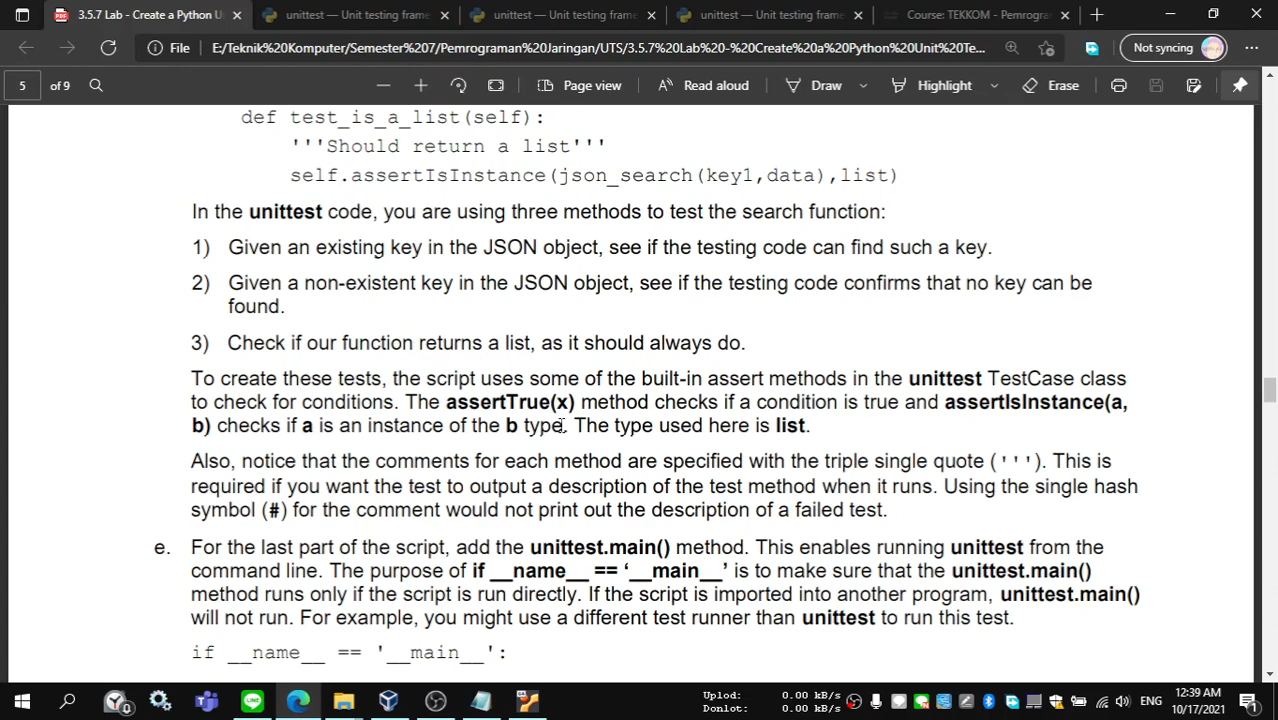 3.5.7 Lab - Create a Python U
unittest — Unit testing frame
unittest — Unit testing frame
unittest — Unit testing frame
Course: TEKKOM - Pemrogra
File
E:/Teknik%20Komputer/Semester%207/Pemrograman%20Jaringan/UTS/3.5.7%20Lab%20-%20Create%20a%20Python%20Unit%20Te...
Not syncing
5 of 9
Page view
Read aloud
Draw
Highlight
Erase
def test_is_a_list(self):
'''Should return a list'''
self.assertIsInstance(json_search(key1,data),list)
In the unittest code, you are using three methods to test the search function:
1) Given an existing key in the JSON object, see if the testing code can find such a key.
2) Given a non-existent key in the JSON object, see if the testing code confirms that no key can be
found.
3) Check if our function returns a list, as it should always do.
To create these tests, the script uses some of the built-in assert methods in the unittest TestCase class
to check for conditions. The assertTrue(x) method checks if a condition is true and assertIsInstance(a,
b) checks if a is an instance of the b type. The type used here is list.
Also, notice that the comments for each method are specified with the triple single quote ('''). This is
required if you want the test to output a description of the test method when it runs. Using the single hash
symbol (#) for the comment would not print out the description of a failed test.
e. For the last part of the script, add the unittest.main() method. This enables running unittest from the
command line. The purpose of if __name__ == ‘__main__’ is to make sure that the unittest.main()
method runs only if the script is run directly. If the script is imported into another program, unittest.main()
will not run. For example, you might use a different test runner than unittest to run this test.
if __name__ == '__main__':
Uplod: 0.00 kB/s
Donlot: 0.00 kB/s
ENG
12:39 AM
10/17/2021